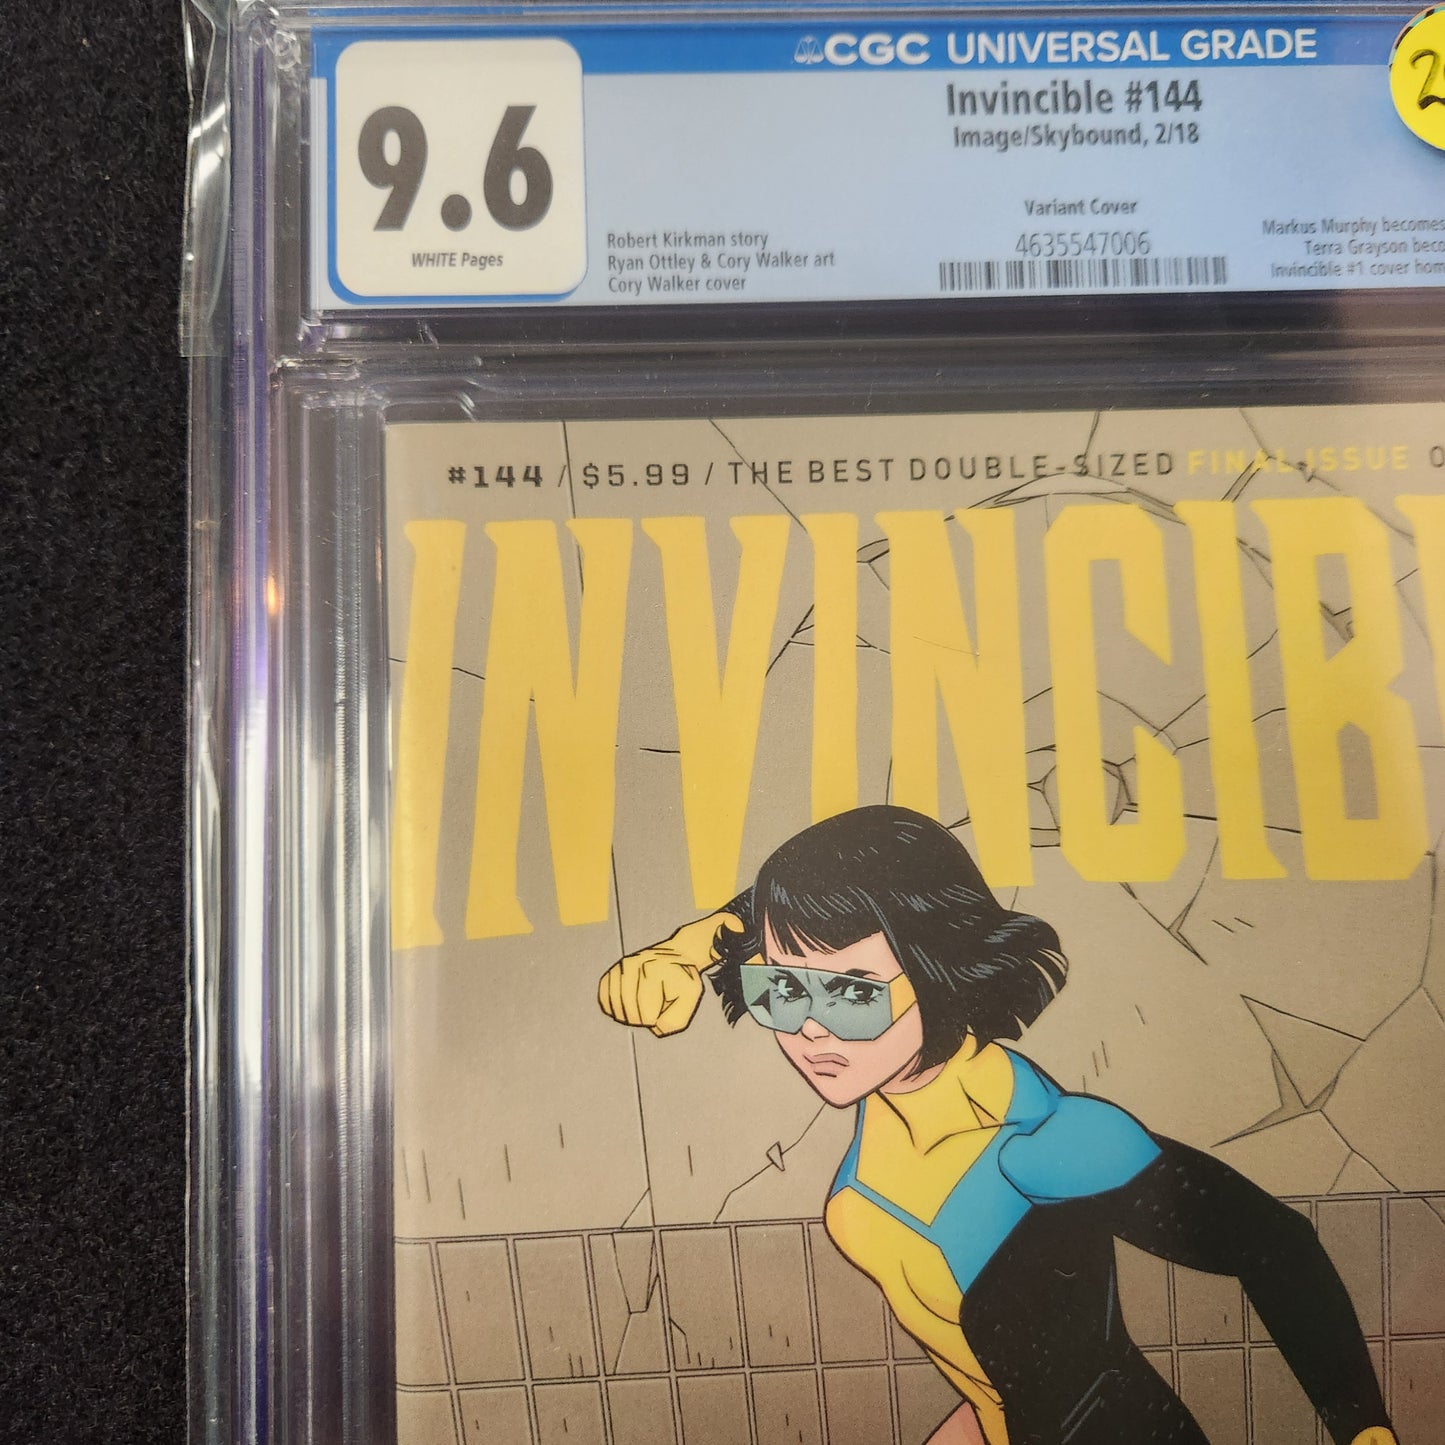 CGC UNIVERSAL GRADE
9.6
WHITE Pages
Invincible #144
Image/Skybound, 2/18
Variant Cover
4635547006
Robert Kirkman story
Ryan Ottley & Cory Walker art
Cory Walker cover
Markus Murphy becomes
Terra Grayson
Invincible #1 cover
#144 / $5.99 / THE BEST DOUBLE-SIZED FINAL ISSUE
INVINCIB